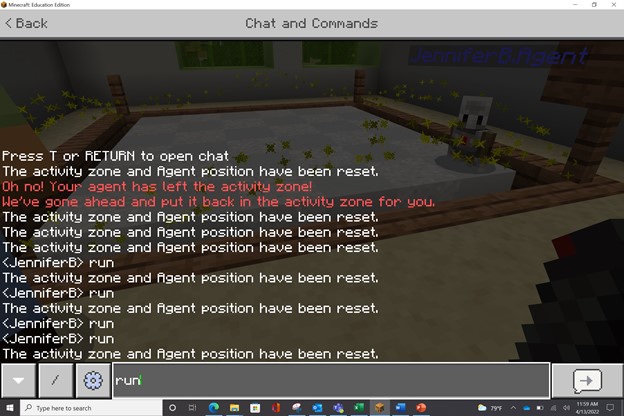 Minecraft: Education Edition
< Back
Chat and Commands
JenniferB.Agent
Press T or RETURN to open chat
The activity zone and Agent position have been reset.
Oh no! Your agent has left the activity zone!
We've gone ahead and put it back in the activity zone for you.
The activity zone and Agent position have been reset.
The activity zone and Agent position have been reset.
The activity zone and Agent position have been reset.
<JenniferB> run
The activity zone and Agent position have been reset.
<JenniferB> run
The activity zone and Agent position have been reset.
<JenniferB> run
<JenniferB> run
The activity zone and Agent position have been reset.
/
run
Type here to search
79°F
11:59 AM
4/13/2022